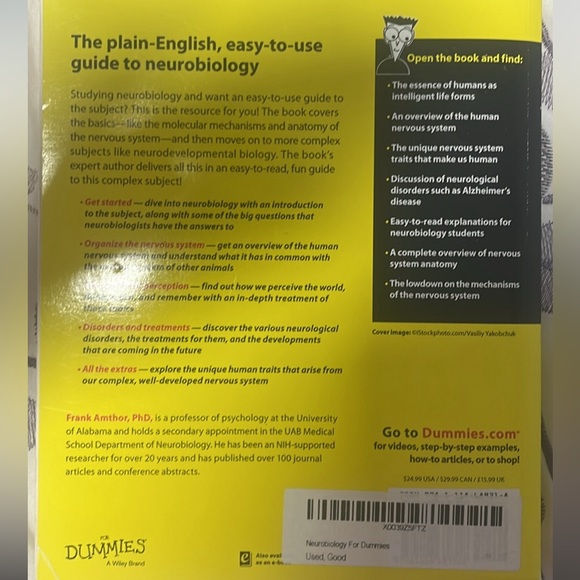 The plain-English, easy-to-use
guide to neurobiology
Studying neurobiology and want an easy-to-use guide to
the subject? This is the resource for you! The book covers
the basics—like the molecular mechanisms and anatomy of
the nervous system—and then moves on to more complex
subjects like neurodevelopmental biology. The book's
expert author delivers all this in an easy-to-read, fun guide
to this complex subject!
• Get started — dive into neurobiology with an introduction
to the subject, along with some of the big questions that
neurobiologists have the answers to
• Organize the nervous system — get an overview of the human
nervous system and understand what it has in common with
the of other animals
perception — find out how we perceive the world,
and remember with an in-depth treatment of
these topics
• Disorders and treatments — discover the various neurological
disorders, the treatments for them, and the developments
that are coming in the future
• All the extras — explore the unique human traits that arise from
our complex, well-developed nervous system
Frank Amthor, PhD, is a professor of psychology at the University
of Alabama and holds a secondary appointment in the UAB Medical
School Department of Neurobiology. He has been an NIH-supported
researcher for over 20 years and has published over 100 journal
articles and conference abstracts.
FOR
DUMMIES
A Wiley Brand
Open the book and find:
• The essence of humans as
intelligent life forms
• An overview of the human
nervous system
• The unique nervous system
traits that make us human
• Discussion of neurological
disorders such as Alzheimer's
disease
• Easy-to-read explanations for
neurobiology students
• A complete overview of nervous
system anatomy
• The lowdown on the mechanisms
of the nervous system
Cover Image: ©iStockphoto.com/Vasiliy Yakobchuk
Go to Dummies.com
for videos, step-by-step examples,
how-to articles, or to shop!
$24.99 USA / $29.99 CAN / £15.99 UK
X0039Z5FTZ
Neurobiology For Dummies
Used, Good
e
Also
as an e-b